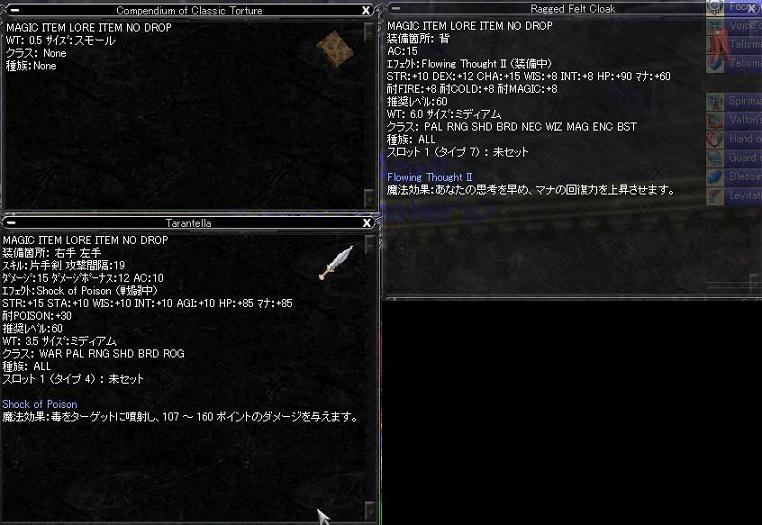 Compendium of Classic Torture
MAGIC ITEM LORE ITEM NO DROP
WT: 0.5 ｻｲｽﾞ: スモール
クラス: None
種族:None
Ragged Felt Cloak
MAGIC ITEM LORE ITEM NO DROP
装備箇所: 背
AC:15
ｴﾌｪｸﾄ:Flowing Thought II (装備中)
STR:+10 DEX:+12 CHA:+15 WIS:+8 INT:+8 HP:+90 マナ:+60
耐FIRE:+8 耐COLD:+8 耐MAGIC:+8
推奨ﾚﾍﾞﾙ:60
WT: 6.0 ｻｲｽﾞ:ミディアム
クラス: PAL RNG SHD BRD NEC WIZ MAG ENC BST
種族: ALL
スロット 1 (タイプ 7) : 未セット
Flowing Thought II
魔法効果:あなたの思考を早め、マナの回復力を上昇させます。
Tarantella
MAGIC ITEM LORE ITEM NO DROP
装備箇所: 右手 左手
ｽｷﾙ:片手剣 攻撃間隔:19
ﾀﾞﾒｰｼﾞ:15 ﾀﾞﾒｰｼﾞﾎﾞｰﾅｽ:12 AC:10
ｴﾌｪｸﾄ:Shock of Poison (戦闘中)
STR:+15 STA:+10 WIS:+10 INT:+10 AGI:+10 HP:+85 マナ:+85
耐POISON:+30
推奨ﾚﾍﾞﾙ:60
WT: 3.5 ｻｲｽﾞ:ミディアム
クラス: WAR PAL RNG SHD BRD ROG
種族: ALL
スロット 1 (タイプ 4) : 未セット
Shock of Poison
魔法効果:毒をターゲットに噴射し、107 ～ 160 ポイントのダメージを与えます。
Talisma
Talisma
Spiritua
Hand o
Guard o
Blessin
Levitat